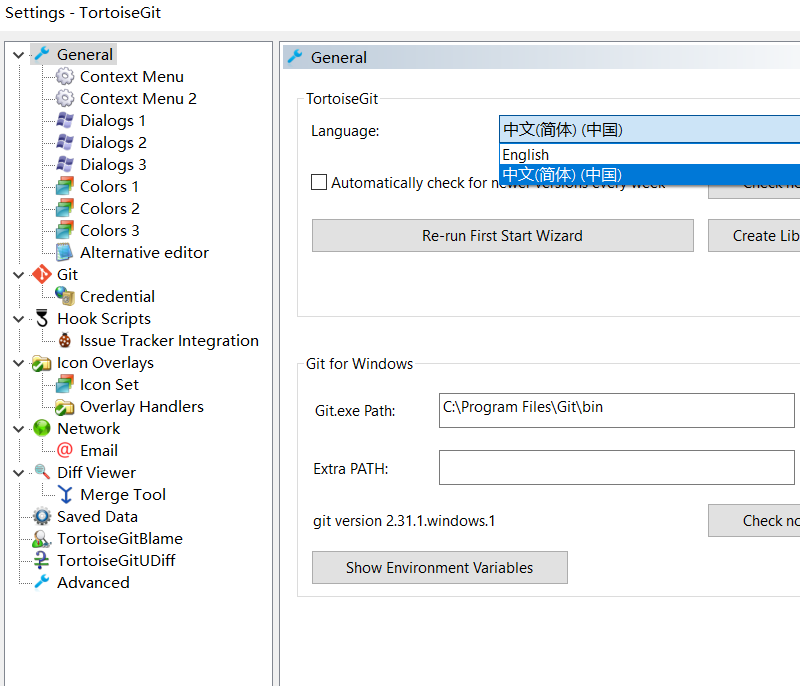 Settings - TortoiseGit
General
Context Menu
Context Menu 2
Dialogs 1
Dialogs 2
Dialogs 3
Colors 1
Colors 2
Colors 3
Alternative editor
Git
Credential
Hook Scripts
Issue Tracker Integration
Icon Overlays
Icon Set
Overlay Handlers
Network
Email
Diff Viewer
Merge Tool
Saved Data
TortoiseGitBlame
TortoiseGitUDiff
Advanced
General
TortoiseGit
Language:
中文(简体) (中国)
English
中文(简体) (中国)
Automatically check for newer versions every week
Check no
Re-run First Start Wizard
Create Lib
Git for Windows
Git.exe Path:
C:\Program Files\Git\bin
Extra PATH:
git version 2.31.1.windows.1
Check no
Show Environment Variables